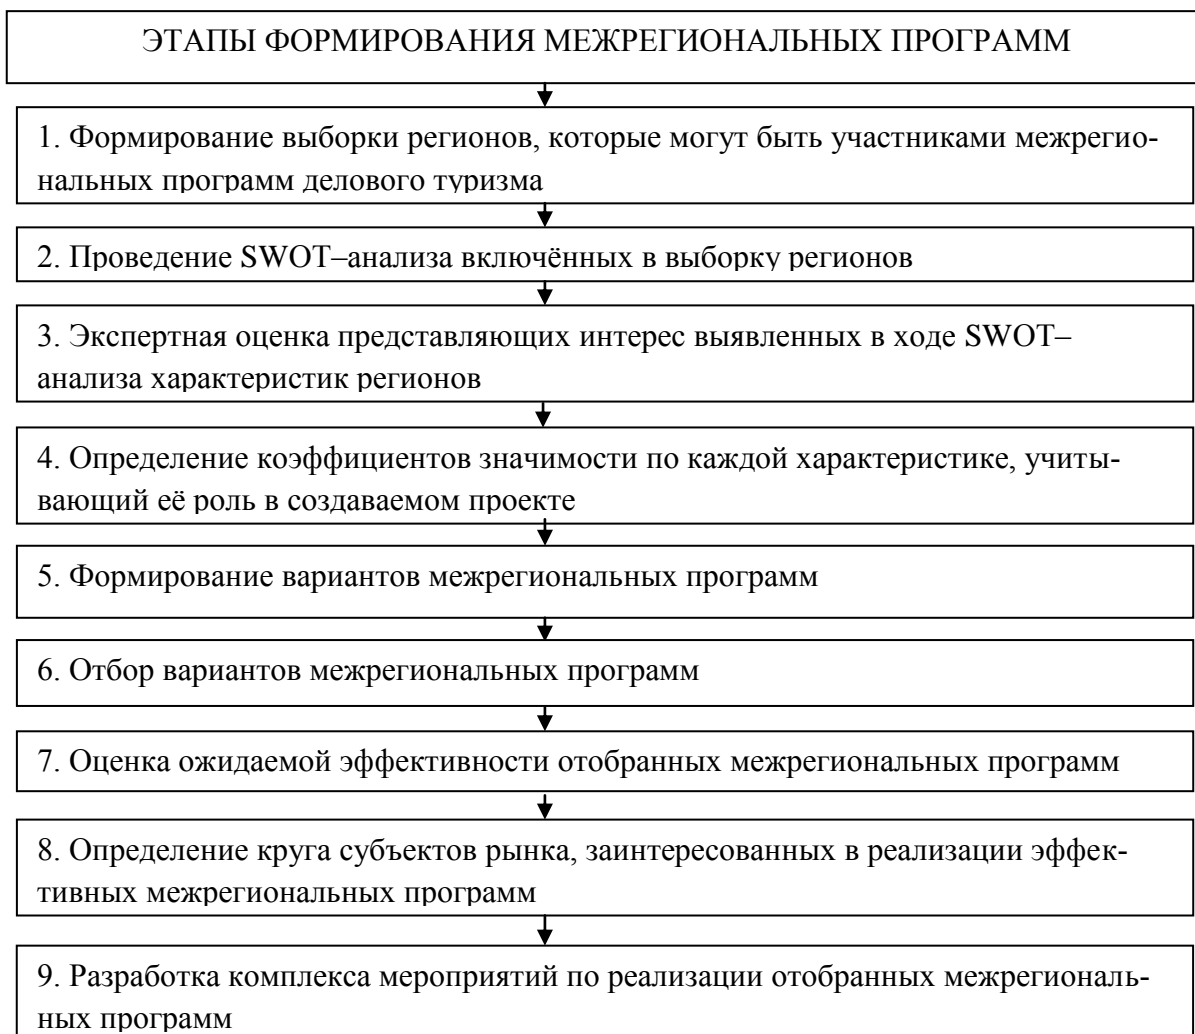 ЭТАПЫ ФОРМИРОВАНИЯ МЕЖРЕГИОНАЛЬНЫХ ПРОГРАММ
1. Формирование выборки регионов, которые могут быть участниками межрегио-
нальных программ делового туризма
2. Проведение SWOT–анализа включённых в выборку регионов
3. Экспертная оценка представляющих интерес выявленных в ходе SWOT–
анализа характеристик регионов
4. Определение коэффициентов значимости по каждой характеристике, учиты-
вающий её роль в создаваемом проекте
5. Формирование вариантов межрегиональных программ
6. Отбор вариантов межрегиональных программ
7. Оценка ожидаемой эффективности отобранных межрегиональных программ
8. Определение круга субъектов рынка, заинтересованных в реализации эффек-
тивных межрегиональных программ
9. Разработка комплекса мероприятий по реализации отобранных межрегиональ-
ных программ